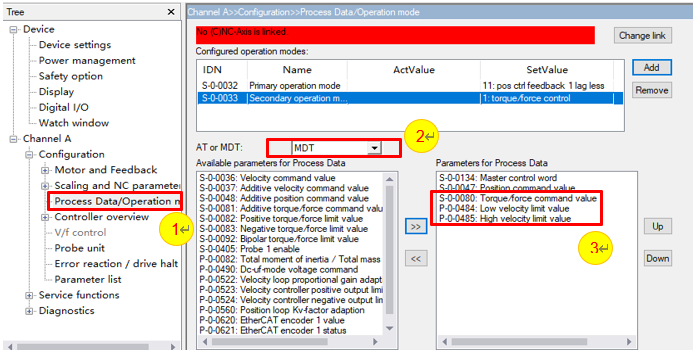 Tree
Device
Device settings
Power management
Safety option
Display
Digital I/O
Watch window
Channel A
Configuration
Motor and Feedback
Scaling and NC parameter
Process Data/Operation m
Controller overview
V/f control
Probe unit
Error reaction / drive halt
Parameter list
Service functions
Diagnostics
1
Channel A>>Configuration>>Process Data/Operation mode
No (C)NC-Axis is linked.
Change link
Configured operation modes:
IDN Name ActValue SetValue
S-0-0032 Primary operation mode 11: pos ctrl feedback 1 lag less
S-0-0033 Secondary operation m... 1: torque/force control
Add
Remove
AT or MDT: MDT
2
Available parameters for Process Data
S-0-0036: Velocity command value
S-0-0037: Additive velocity command value
S-0-0048: Additive position command value
S-0-0081: Additive torque/force command value
S-0-0082: Positive torque/force limit value
S-0-0083: Negative torque/force limit value
S-0-0092: Bipolar torque/force limit value
S-0-0405: Probe 1 enable
P-0-0082: Total moment of inertia / Total mass
P-0-0490: Dc-uf-mode voltage command
P-0-0522: Velocity loop proportional gain adapt
P-0-0523: Velocity controller positive output limi
P-0-0524: Velocity controller negative output lin
P-0-0560: Position loop Kv-factor adaption
P-0-0620: EtherCAT encoder 1 value
P-0-0621: EtherCAT encoder 1 status
>>
<<
Parameters for Process Data
S-0-0134: Master control word
S-0-0047: Position command value
S-0-0080: Torque/force command value
P-0-0484: Low velocity limit value
P-0-0485: High velocity limit value
3
Up
Down